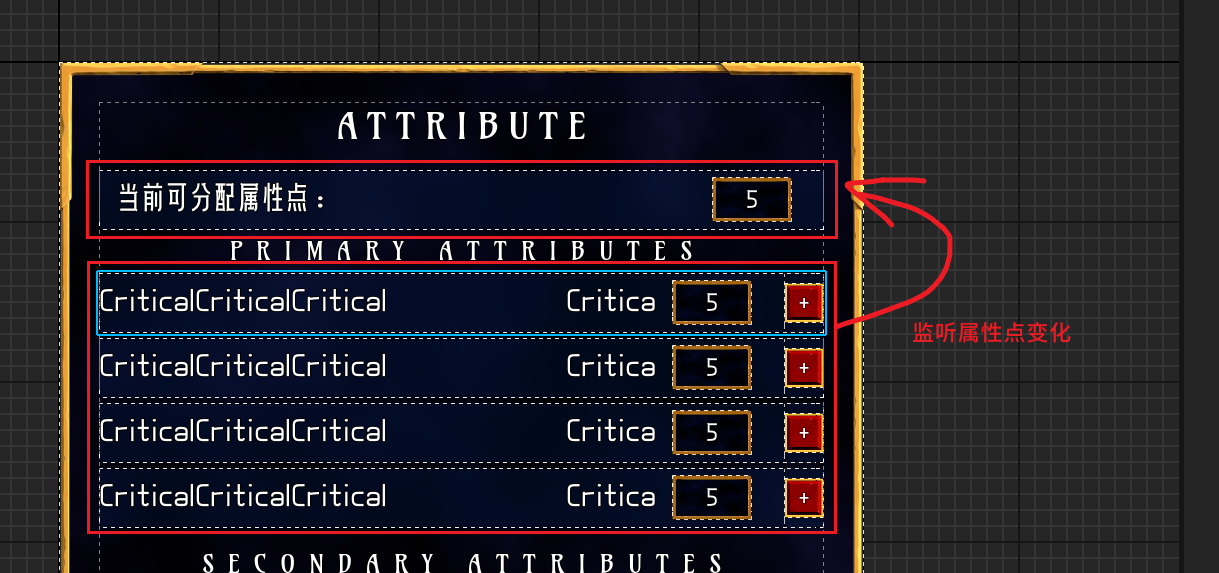 ATTRIBUTE
当前可分配属性点： 5
PRIMARY ATTRIBUTES
CriticalCriticalCritical Critica 5 +
监听属性点变化
CriticalCriticalCritical Critica 5 +
CriticalCriticalCritical Critica 5 +
CriticalCriticalCritical Critica 5 +
SECONDARY ATTRIBUTES